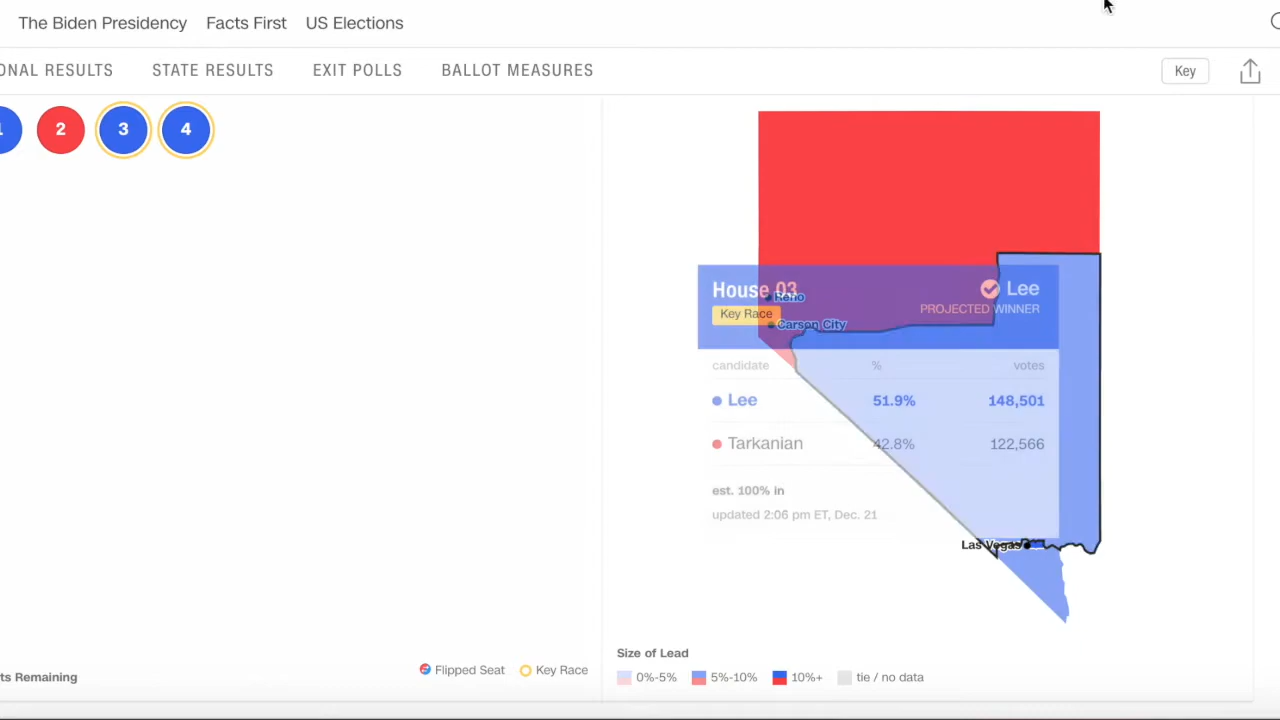 The Biden Presidency Facts First US Elections
ONAL RESULTS STATE RESULTS EXIT POLLS BALLOT MEASURES Key
1 2 3 4
House 03 Lee
Reno
Key Race PROJECTED WINNER
Carson City
candidate % votes
Lee 51.9% 148,501
Tarkanian 42.8% 122,566
est. 100% in
updated 2:06 pm ET, Dec. 21
Las Vegas
Size of Lead
ts Remaining Flipped Seat Key Race
0%-5% 5%-10% 10%+ tie / no data